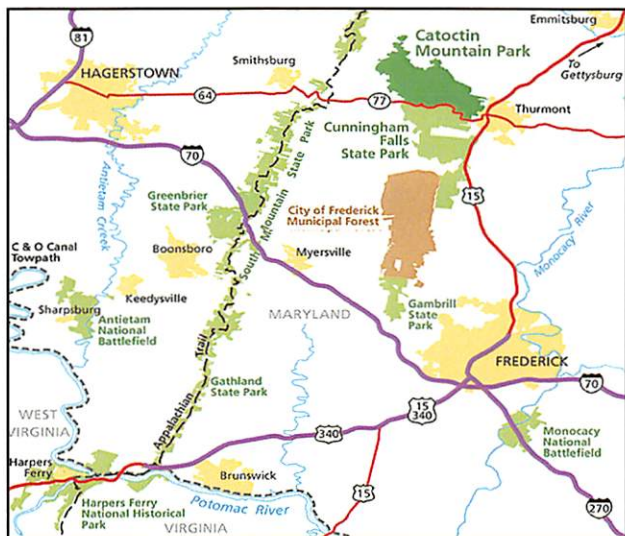 Emmitsburg
81
Catoctin
Mountain Park
To
Gettysburg
HAGERSTOWN
Smithsburg
64
77
Thurmont
Cunningham
Falls
State Park
70
15
Antietam Creek
Greenbrier
State Park
South Mountain State Park
City of Frederick
Municipal Forest
Monocacy River
C & O Canal
Towpath
Boonsboro
Myersville
Keedysville
Sharpsburg
Antietam
National
Battlefield
MARYLAND
Gambrill
State
Park
FREDERICK
Appalachian Trail
Gathland
State Park
70
WEST
VIRGINIA
15
340
340
Monocacy
National
Battlefield
Harpers
Ferry
Brunswick
15
Harpers Ferry
National Historical
Park
Potomac River
VIRGINIA
270